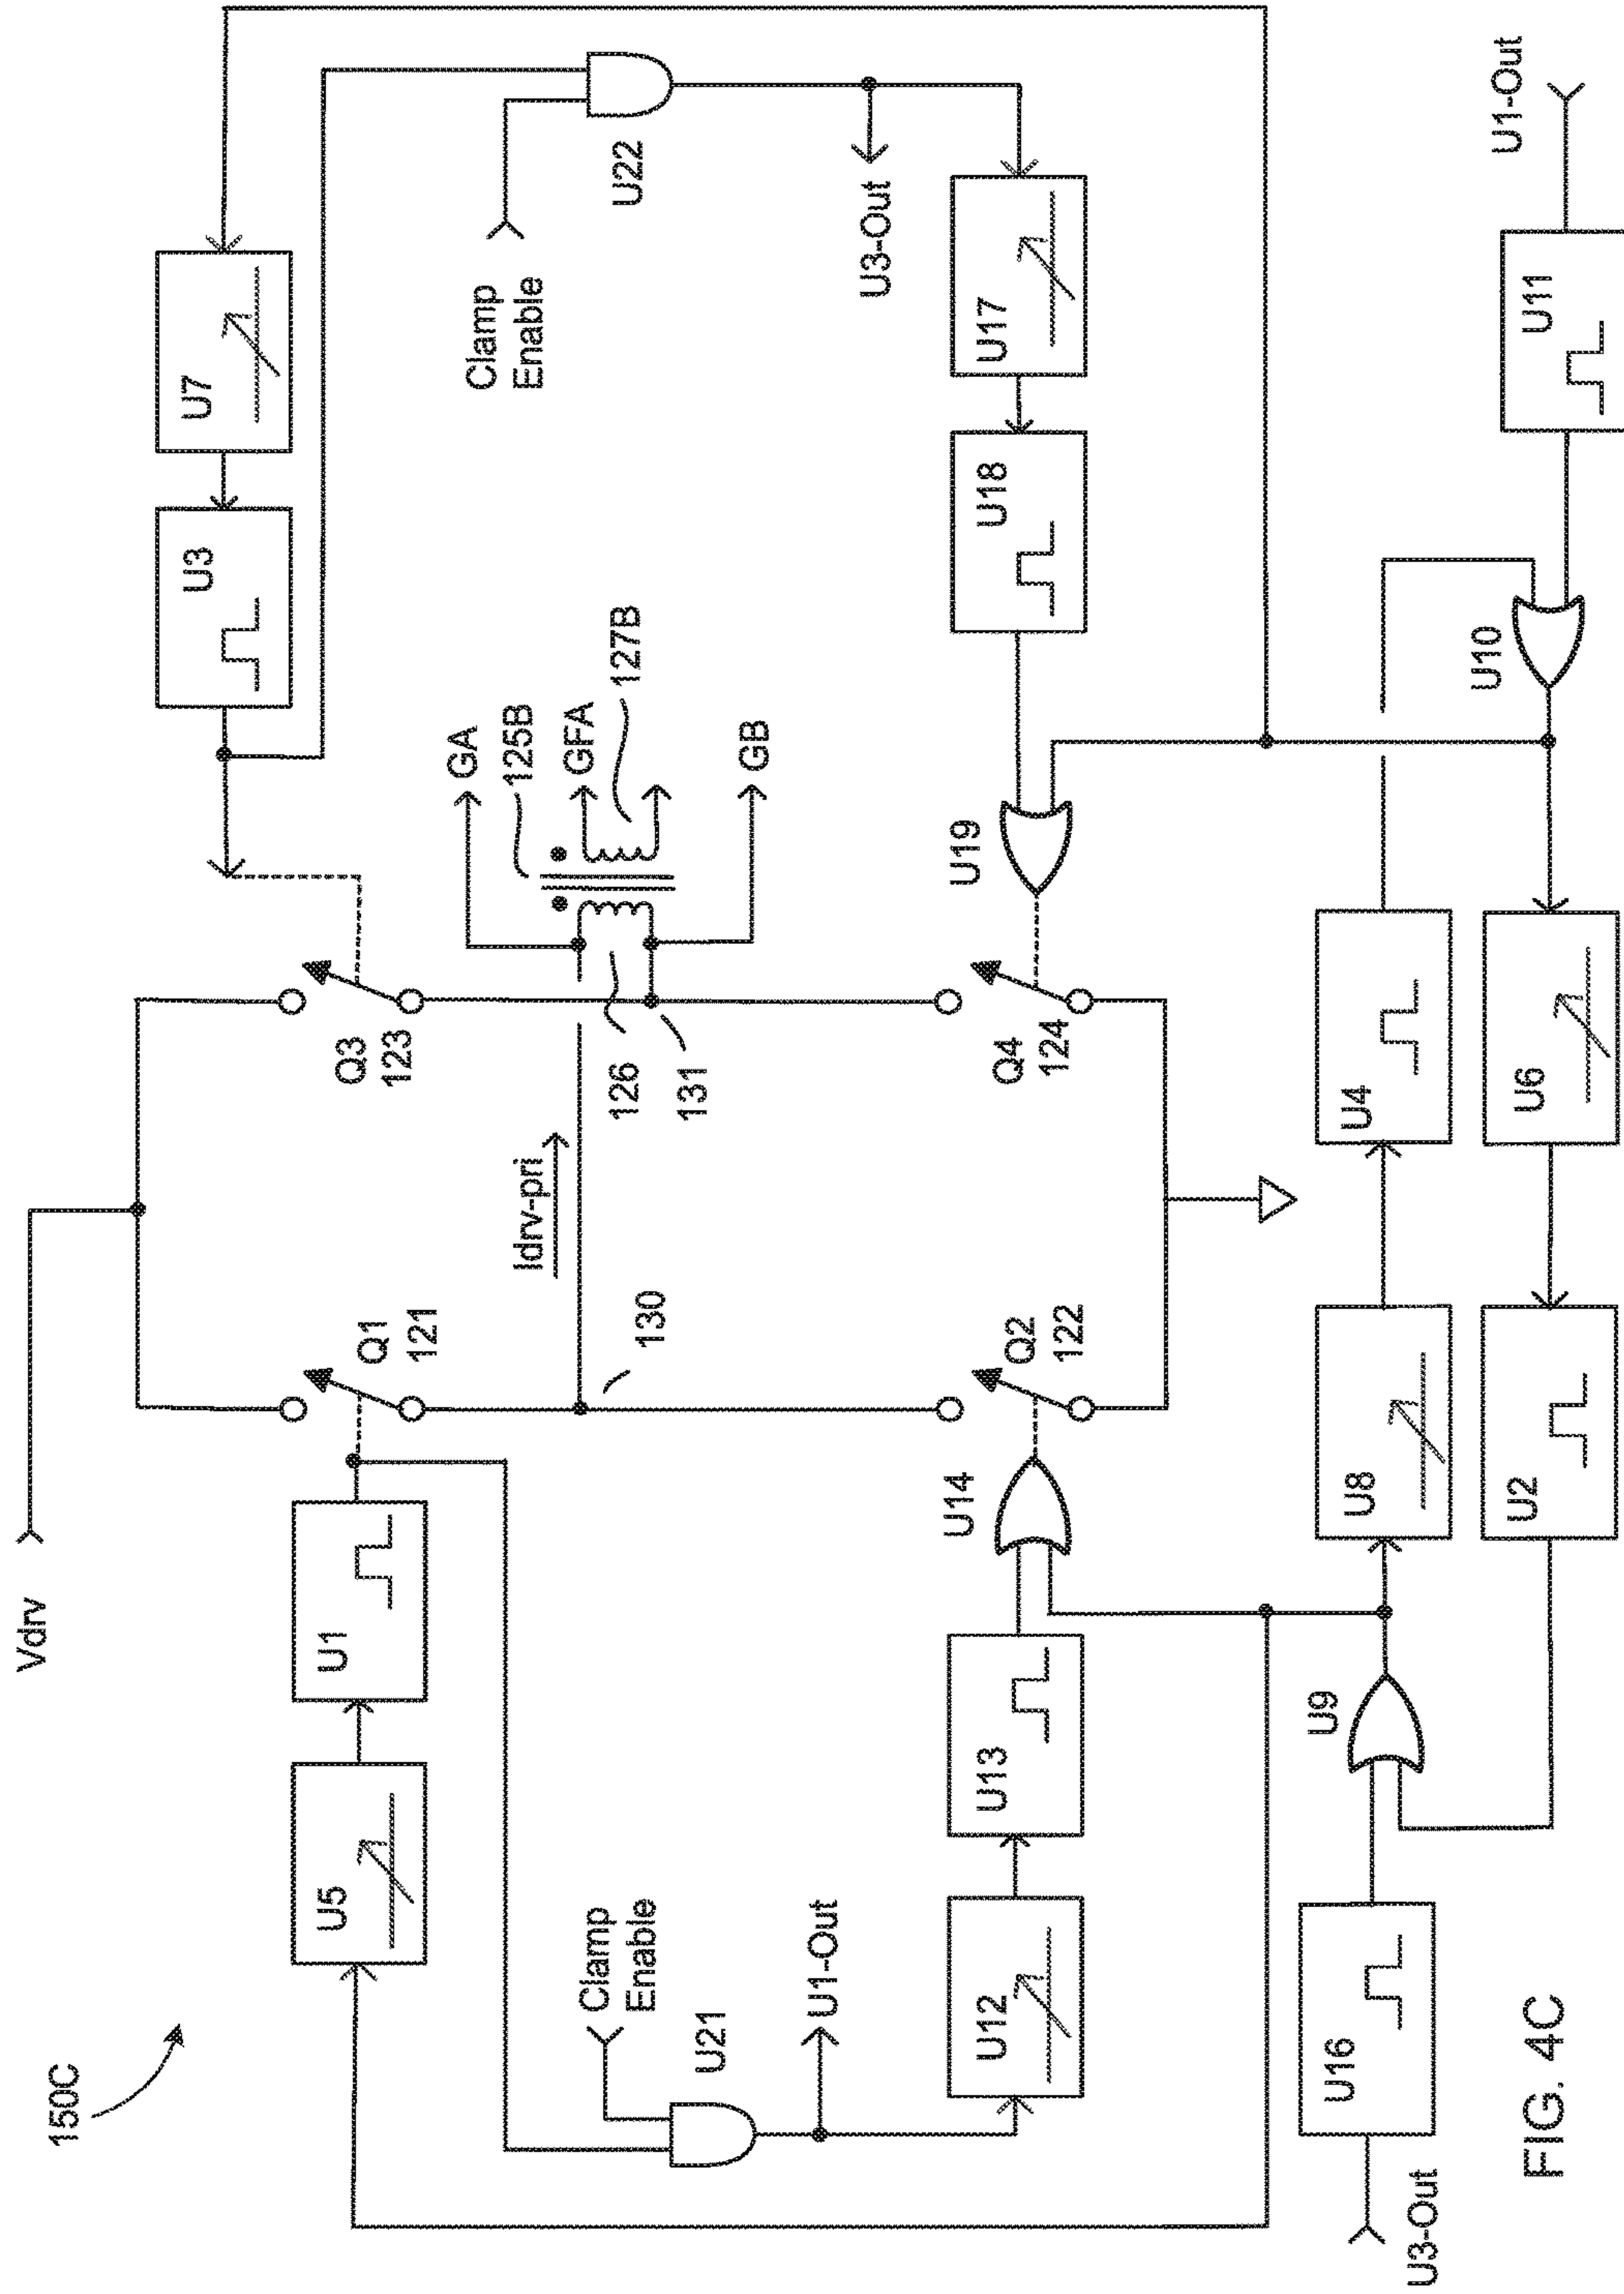 150C
Vdrv
U5
U1
Q1
121
Q3
123
U3
U7
Idrv-pri
130
126
131
GA
125B
GFA
127B
GB
Clamp
Enable
U21
U1-Out
Clamp
Enable
U22
U3-Out
U12
U13
U14
Q2
122
Q4
124
U19
U18
U17
U3-Out
U16
U9
U8
U4
U10
U11
U1-Out
U2
U6
FIG. 4C